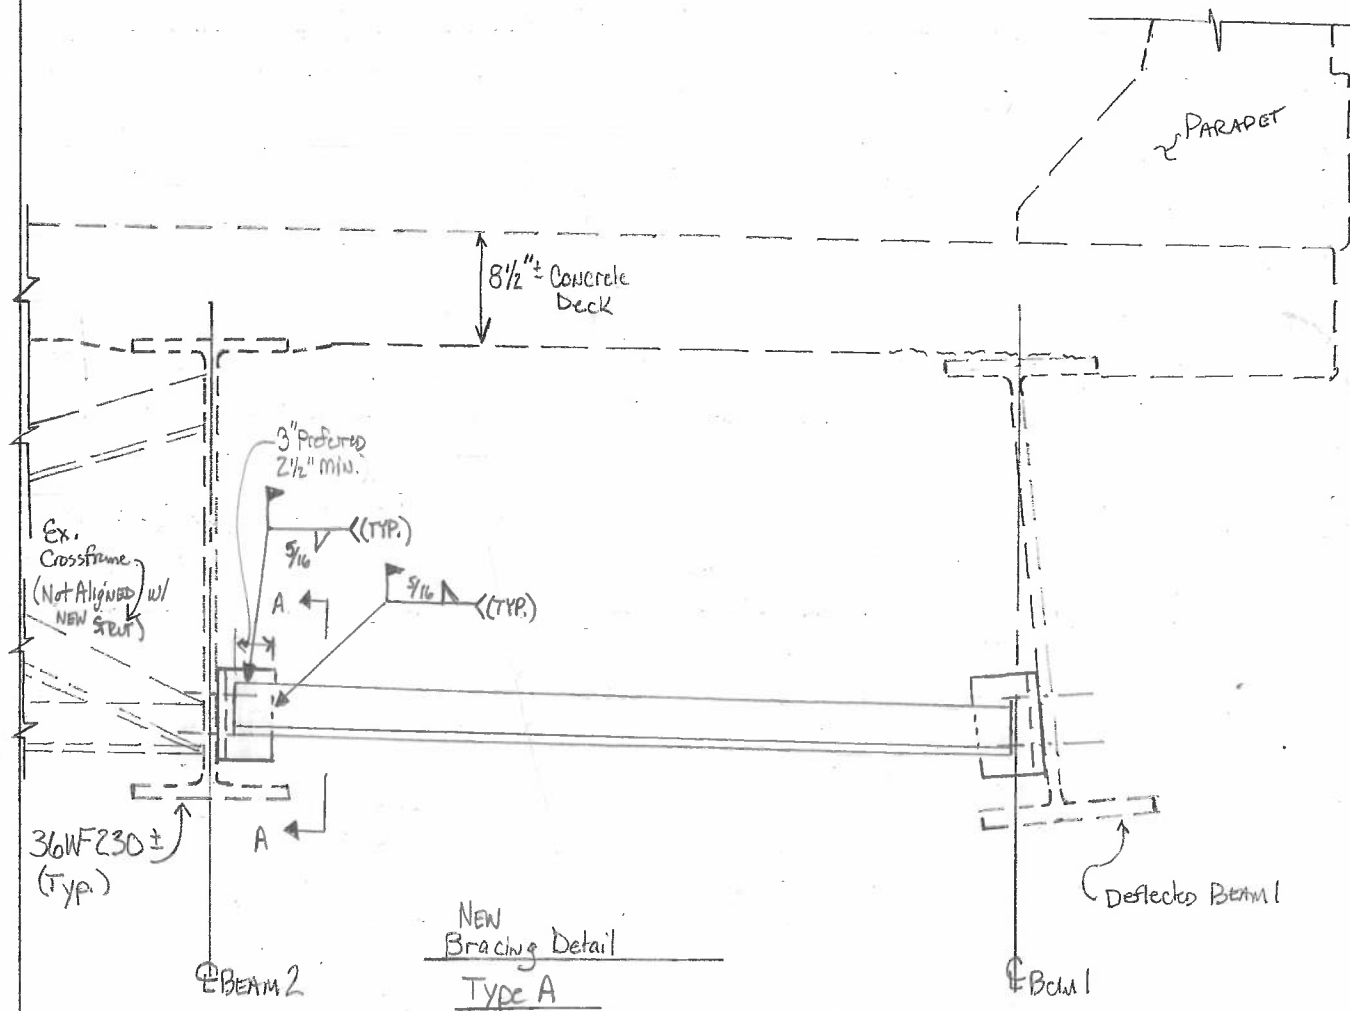 PARAPET
8½"± Concrete
Deck
3" Preferred
2½" Min.
(TYP.)
5/16
Ex.
Crossframe
(Not Aligned w/
NEW Strut)
5/16
(TYP.)
A
A
36WF230±
(Typ.)
Deflected BEAM 1
NEW
Bracing Detail
Type A
℄ BEAM 2
℄ Bm 1